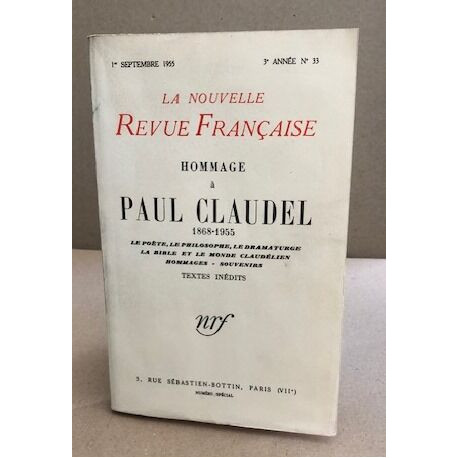 1er SEPTEMBRE 1955 3e ANNÉE N° 33
LA NOUVELLE
REVUE FRANÇAISE
HOMMAGE
à
PAUL CLAUDEL
1868-1955
LE POÈTE, LE PHILOSOPHE, LE DRAMATURGE
LA BIBLE ET LE MONDE CLAUDÉLIEN
HOMMAGES - SOUVENIRS
TEXTES INÉDITS
nrf
5, RUE SÉBASTIEN-BOTTIN, PARIS (VIIe)
NUMÉRO SPÉCIAL